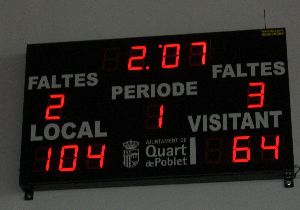 2:07
FALTES FALTES
2 PERIODE 3
1
LOCAL VISITANT
104 AJUNTAMENT DE 64
Quart
de Poblet